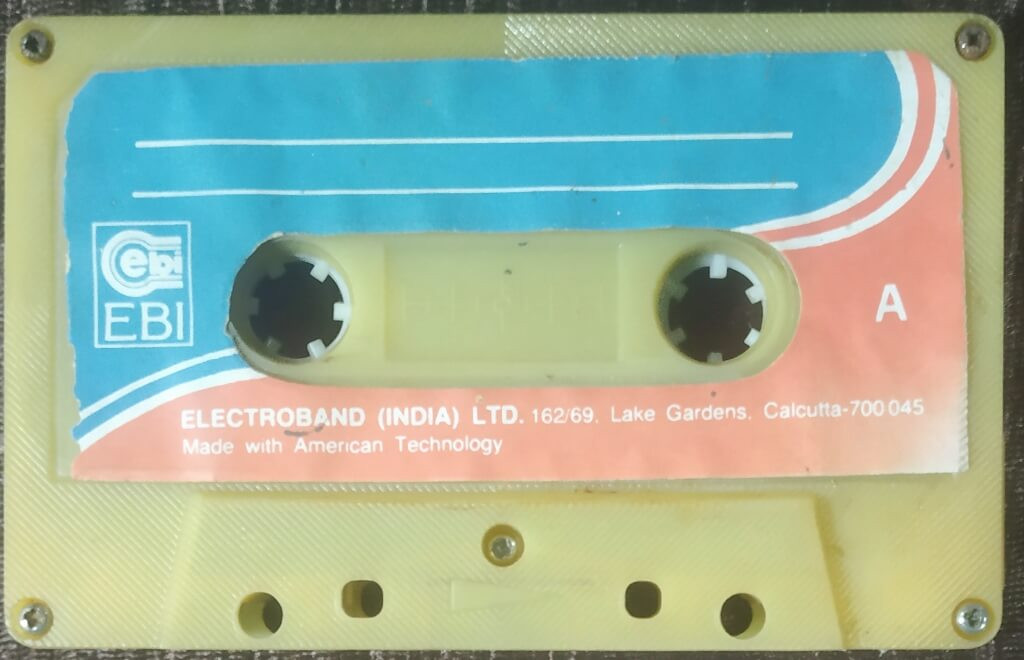 ebi
EBI
A
ELECTROBAND (INDIA) LTD. 162/69, Lake Gardens, Calcutta-700 045
Made with American Technology